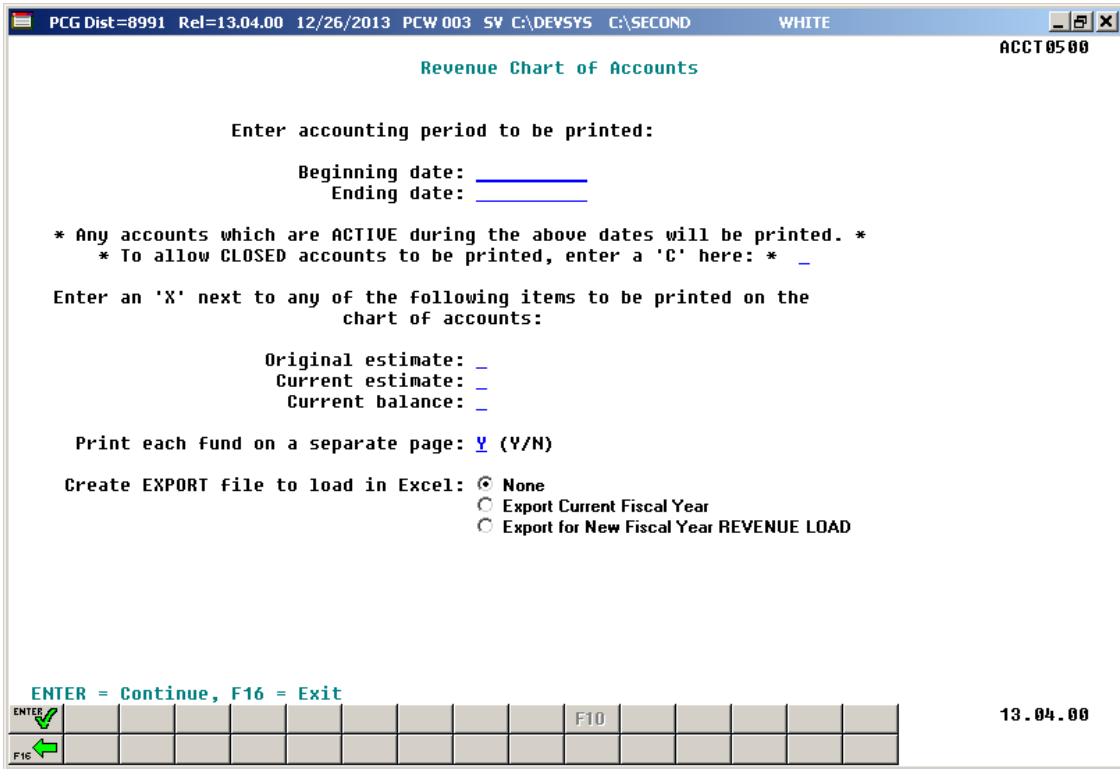 PCG Dist=8991 Rel=13.04.00 12/26/2013 PCW 003 SV C:\DEVSYS C:\SECOND WHITE
ACCT0500
Revenue Chart of Accounts
Enter accounting period to be printed:
Beginning date: __________
Ending date: __________
* Any accounts which are ACTIVE during the above dates will be printed. *
* To allow CLOSED accounts to be printed, enter a 'C' here: * _
Enter an 'X' next to any of the following items to be printed on the
chart of accounts:
Original estimate: _
Current estimate: _
Current balance: _
Print each fund on a separate page: Y (Y/N)
Create EXPORT file to load in Excel: None
Export Current Fiscal Year
Export for New Fiscal Year REVENUE LOAD
ENTER = Continue, F16 = Exit
ENTER F10 13.04.00
F16